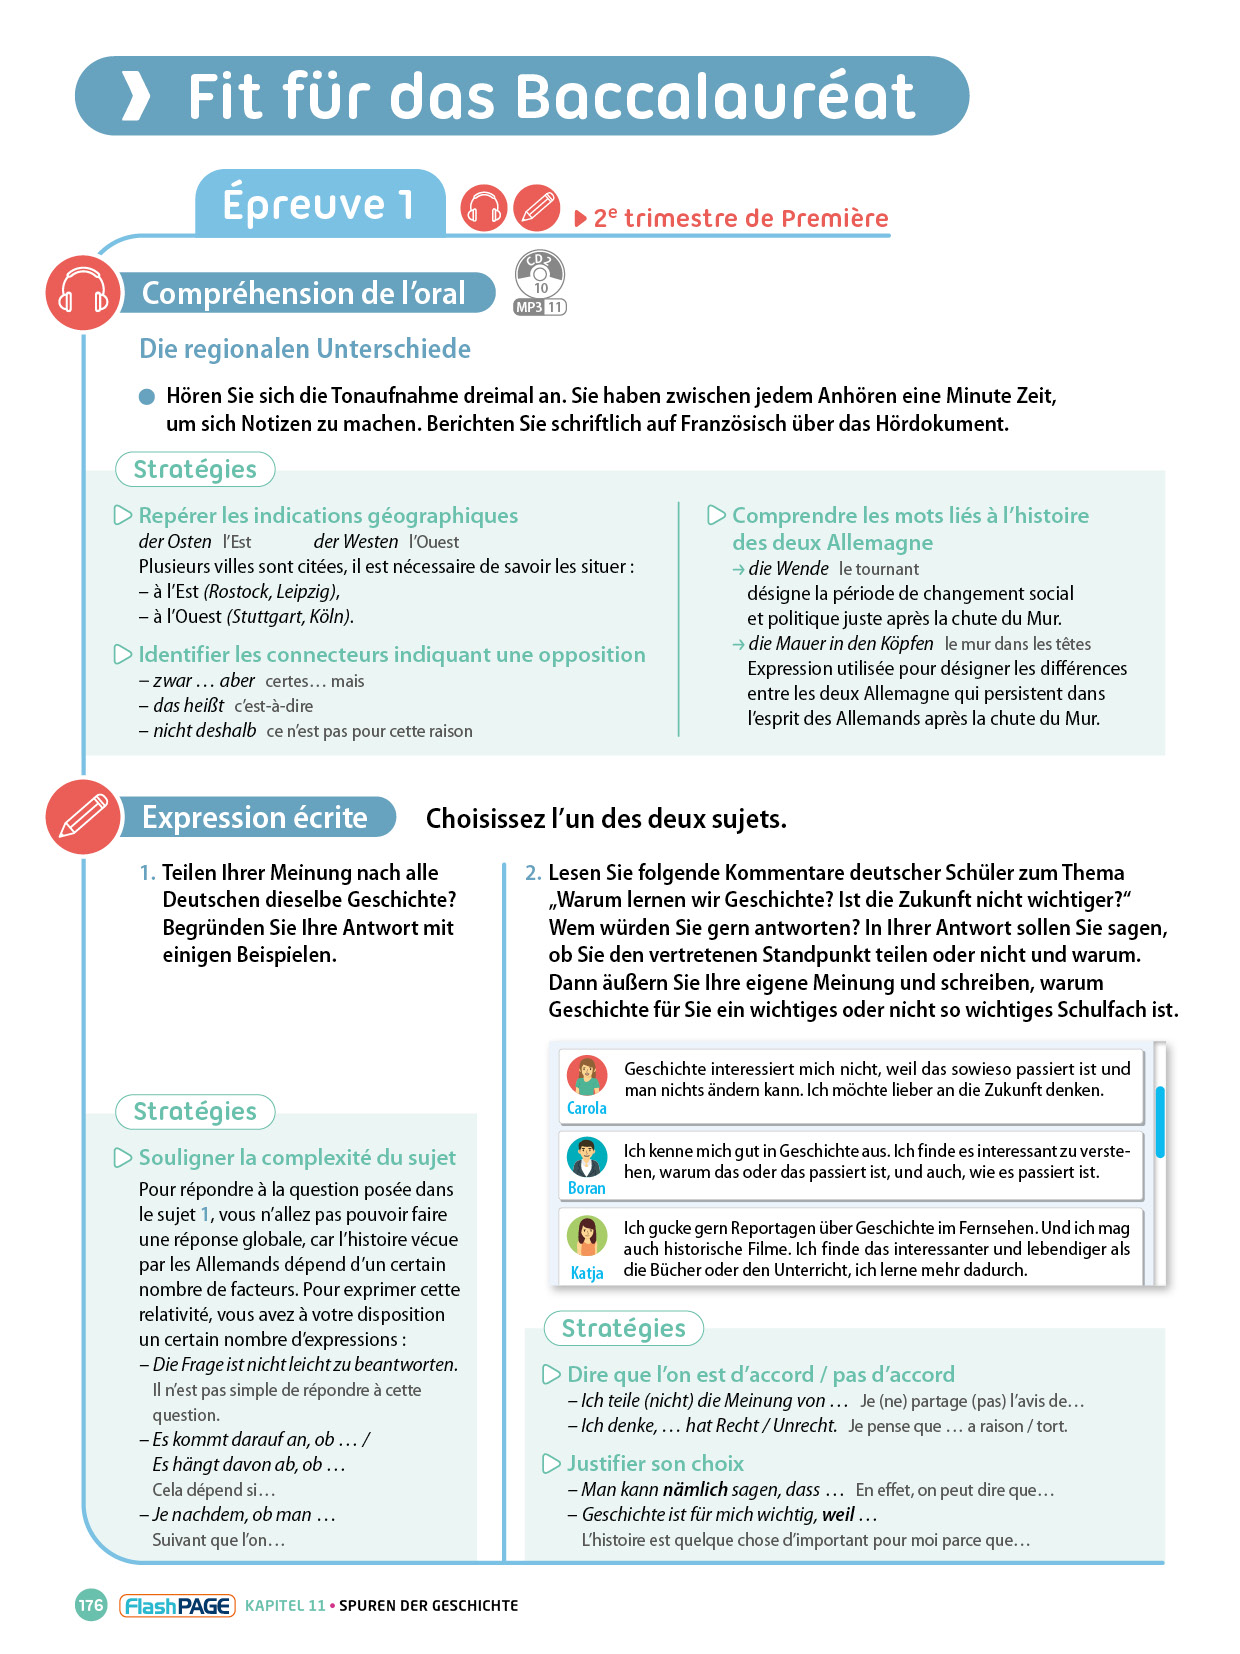 Fit für das Baccalauréat
Épreuve 1
2e trimestre de Première
Compréhension de l'oral
CD 2
10
MP3 11
Die regionalen Unterschiede
Hören Sie sich die Tonaufnahme dreimal an. Sie haben zwischen jedem Anhören eine Minute Zeit,
um sich Notizen zu machen. Berichten Sie schriftlich auf Französisch über das Hördokument.
Stratégies
Repérer les indications géographiques
der Osten l'Est der Westen l'Ouest
Plusieurs villes sont citées, il est nécessaire de savoir les situer :
– à l'Est (Rostock, Leipzig),
– à l'Ouest (Stuttgart, Köln).
Identifier les connecteurs indiquant une opposition
– zwar … aber certes… mais
– das heißt c'est-à-dire
– nicht deshalb ce n'est pas pour cette raison
Comprendre les mots liés à l'histoire
des deux Allemagne
→ die Wende le tournant
désigne la période de changement social
et politique juste après la chute du Mur.
→ die Mauer in den Köpfen le mur dans les têtes
Expression utilisée pour désigner les différences
entre les deux Allemagne qui persistent dans
l'esprit des Allemands après la chute du Mur.
Expression écrite
Choisissez l'un des deux sujets.
1. Teilen Ihrer Meinung nach alle
Deutschen dieselbe Geschichte?
Begründen Sie Ihre Antwort mit
einigen Beispielen.
Stratégies
Souligner la complexité du sujet
Pour répondre à la question posée dans
le sujet 1, vous n'allez pas pouvoir faire
une réponse globale, car l'histoire vécue
par les Allemands dépend d'un certain
nombre de facteurs. Pour exprimer cette
relativité, vous avez à votre disposition
un certain nombre d'expressions :
– Die Frage ist nicht leicht zu beantworten.
Il n'est pas simple de répondre à cette
question.
– Es kommt darauf an, ob … /
Es hängt davon ab, ob …
Cela dépend si…
– Je nachdem, ob man …
Suivant que l'on…
2. Lesen Sie folgende Kommentare deutscher Schüler zum Thema
„Warum lernen wir Geschichte? Ist die Zukunft nicht wichtiger?“
Wem würden Sie gern antworten? In Ihrer Antwort sollen Sie sagen,
ob Sie den vertretenen Standpunkt teilen oder nicht und warum.
Dann äußern Sie Ihre eigene Meinung und schreiben, warum
Geschichte für Sie ein wichtiges oder nicht so wichtiges Schulfach ist.
Geschichte interessiert mich nicht, weil das sowieso passiert ist und
man nichts ändern kann. Ich möchte lieber an die Zukunft denken.
Carola
Ich kenne mich gut in Geschichte aus. Ich finde es interessant zu verste-
hen, warum das oder das passiert ist, und auch, wie es passiert ist.
Boran
Ich gucke gern Reportagen über Geschichte im Fernsehen. Und ich mag
auch historische Filme. Ich finde das interessanter und lebendiger als
die Bücher oder den Unterricht, ich lerne mehr dadurch.
Katja
Stratégies
Dire que l'on est d'accord / pas d'accord
– Ich teile (nicht) die Meinung von … Je (ne) partage (pas) l'avis de…
– Ich denke, … hat Recht / Unrecht. Je pense que … a raison / tort.
Justifier son choix
– Man kann nämlich sagen, dass … En effet, on peut dire que…
– Geschichte ist für mich wichtig, weil …
L'histoire est quelque chose d'important pour moi parce que…
176 FlashPAGE KAPITEL 11 • SPUREN DER GESCHICHTE